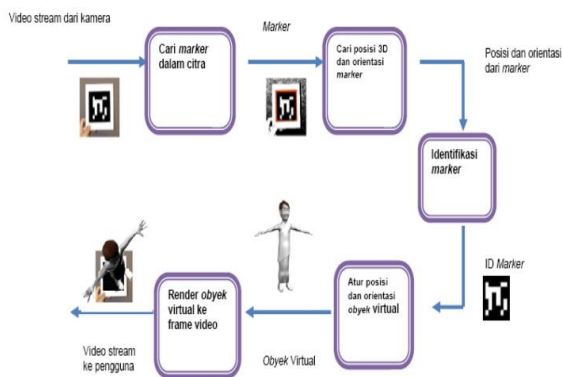 Video stream dari kamera
Cari marker
dalam citra
Marker
Cari posisi 3D
dan orientasi
marker
Posisi dan orientasi
dari marker
Identifikasi
marker
ID Marker
Atur posisi
dan orientasi
obyek virtual
Obyek Virtual
Render obyek
virtual ke
frame video
Video stream
ke pengguna